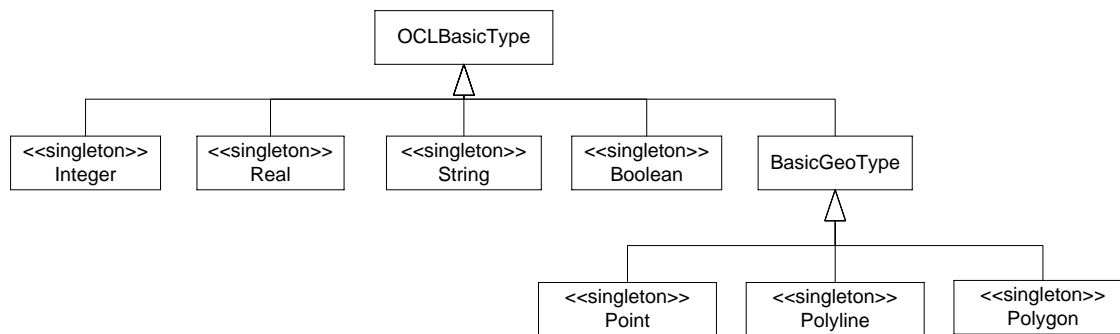 OCLBasicType
<<singleton>>
Integer
<<singleton>>
Real
<<singleton>>
String
<<singleton>>
Boolean
BasicGeoType
<<singleton>>
Point
<<singleton>>
Polyline
<<singleton>>
Polygon